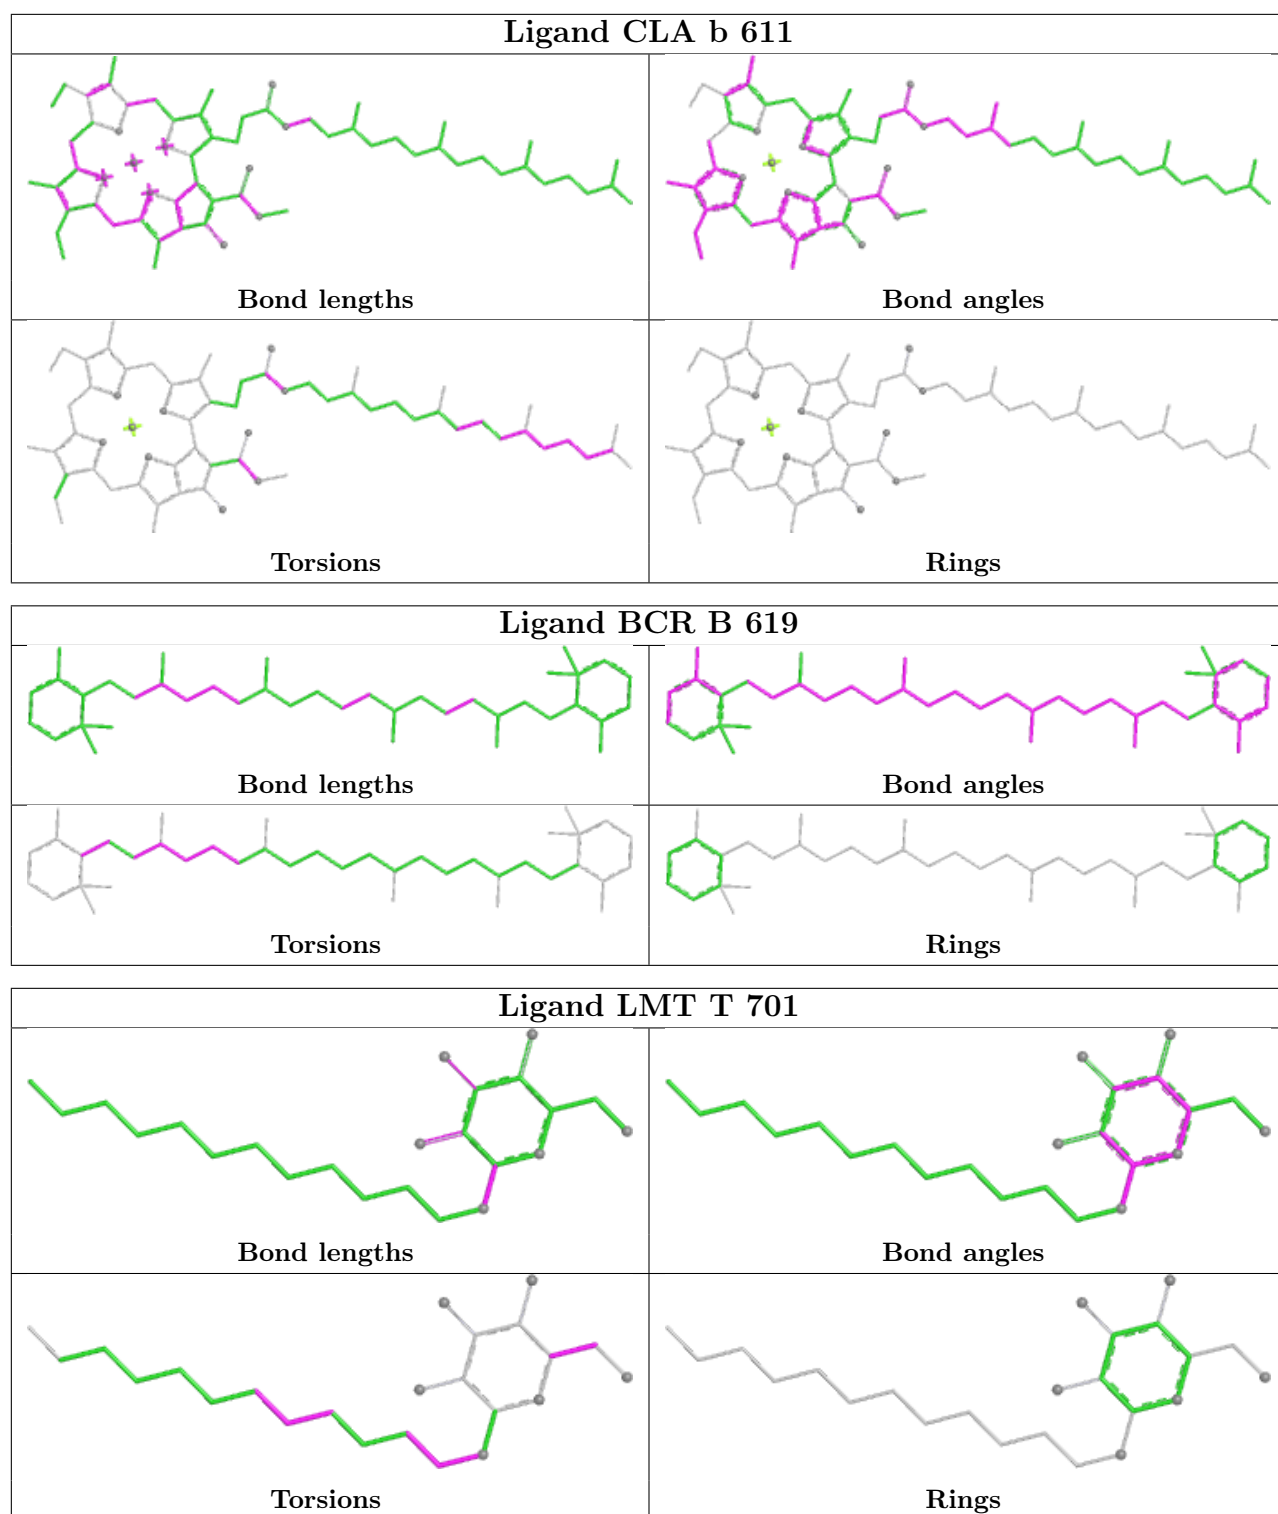 Ligand CLA b 611
Bond lengths
Bond angles
Torsions
Rings
Ligand BCR B 619
Bond lengths
Bond angles
Torsions
Rings
Ligand LMT T 701
Bond lengths
Bond angles
Torsions
Rings